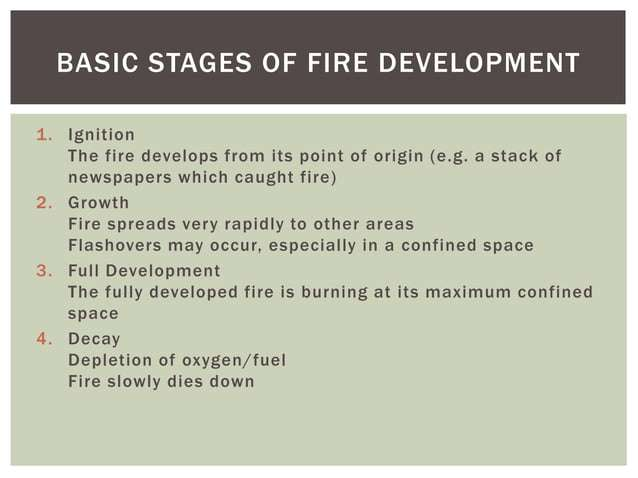 BASIC STAGES OF FIRE DEVELOPMENT
1. Ignition
The fire develops from its point of origin (e.g. a stack of
newspapers which caught fire)
2. Growth
Fire spreads very rapidly to other areas
Flashovers may occur, especially in a confined space
3. Full Development
The fully developed fire is burning at its maximum confined
space
4. Decay
Depletion of oxygen/fuel
Fire slowly dies down